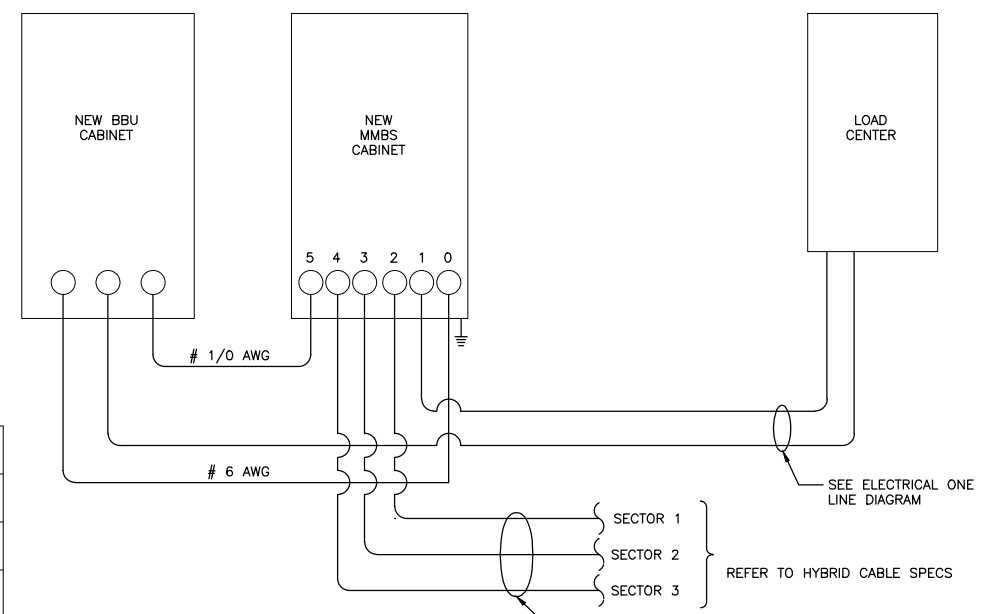 NEW BBU
CABINET
NEW
MMBS
CABINET
LOAD
CENTER
5 4 3 2 1 0
# 1/0 AWG
# 6 AWG
SEE ELECTRICAL ONE
LINE DIAGRAM
SECTOR 1
SECTOR 2
SECTOR 3
REFER TO HYBRID CABLE SPECS